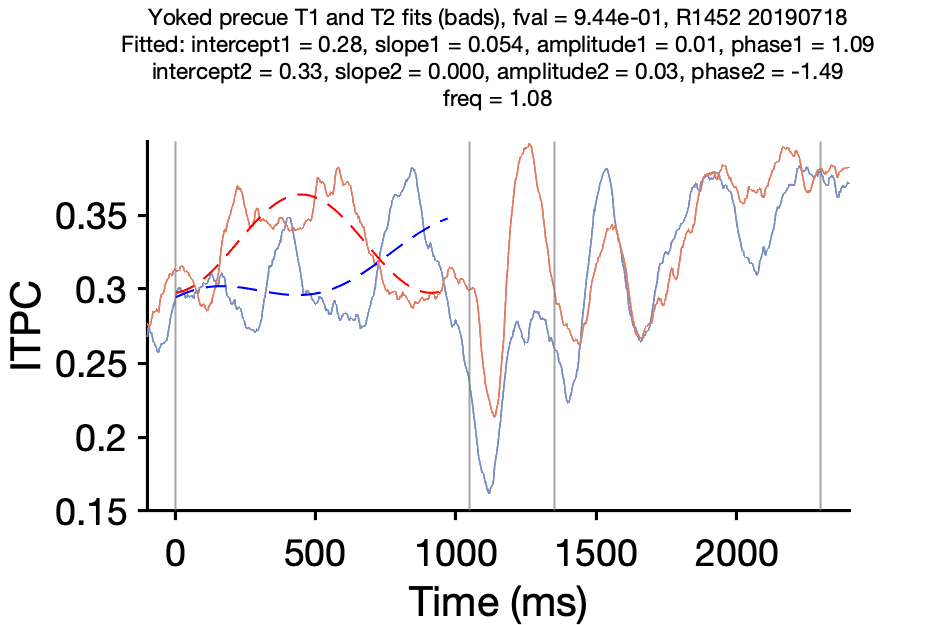 Yoked precue T1 and T2 fits (bads), fval = 9.44e-01, R1452 20190718
Fitted: intercept1 = 0.28, slope1 = 0.054, amplitude1 = 0.01, phase1 = 1.09
intercept2 = 0.33, slope2 = 0.000, amplitude2 = 0.03, phase2 = -1.49
freq = 1.08
0.35
0.3
0.25
0.2
0.15
ITPC
0 500 1000 1500 2000
Time (ms)